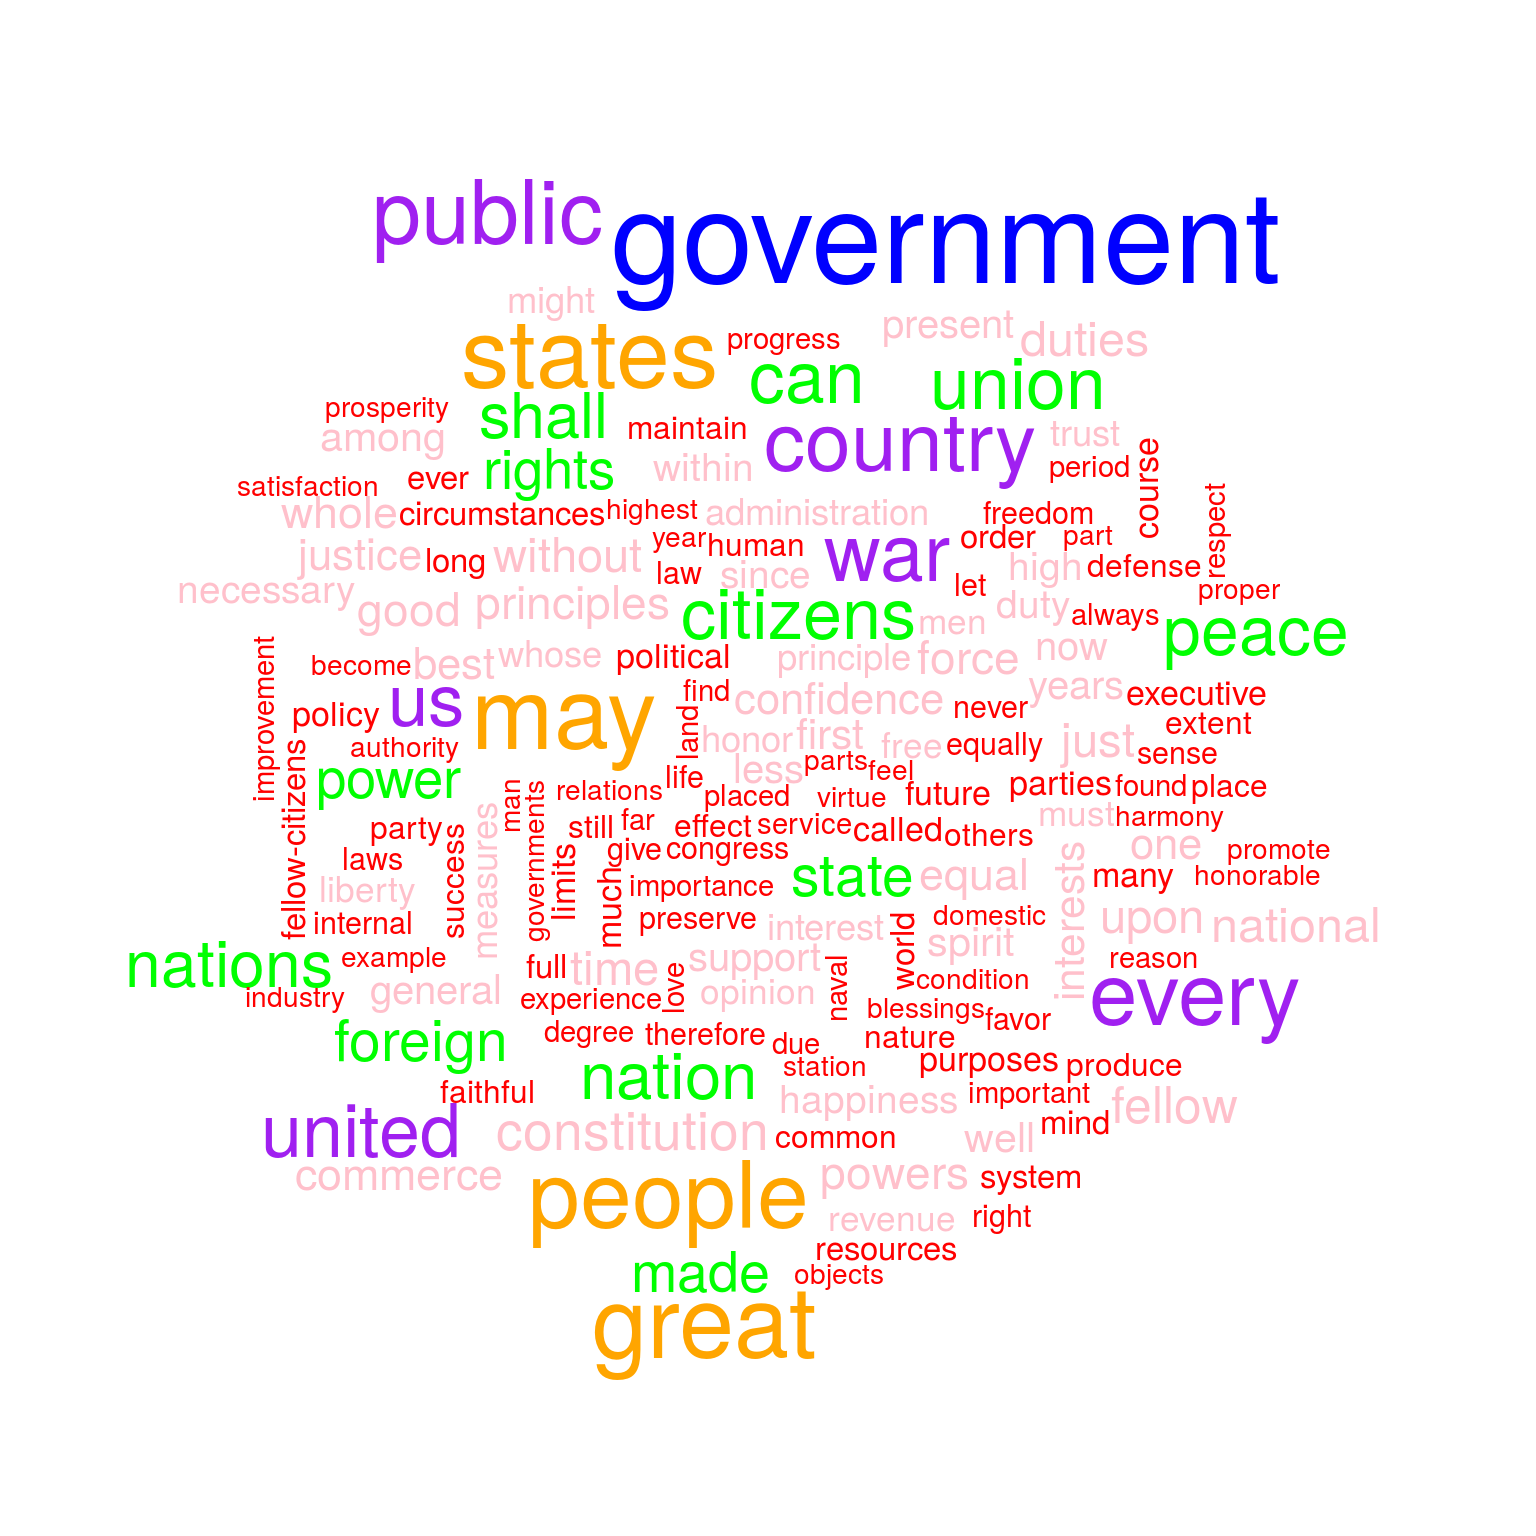 public
government
might
present
duties
states
progress
can
union
prosperity
shall
maintain
country
trust
among
rights
within
period
course
satisfaction
ever
whole
circumstances
highest
administration
freedom
respect
justice
long
without
year
human
war
order
part
law
since
let
high
defense
necessary
good
principles
citizens
men
duty
always
proper
peace
improvement
become
best
whose
political
principle
force
now
policy
us
may
find
confidence
never
years
executive
extent
authority
land
honor
first
free
equally
just
sense
fellow-citizens
power
measures
man
governments
relations
life
less
parts
feel
parties
found
place
placed
virtue
future
must
harmony
party
success
limits
still
far
effect
service
called
others
one
promote
laws
much
give
congress
interests
many
honorable
liberty
importance
state
equal
internal
preserve
interest
world
domestic
upon
national
nations
example
full
time
support
naval
spirit
reason
industry
general
experience
love
opinion
condition
every
blessings
favor
foreign
degree
therefore
due
nature
nation
station
purposes
produce
faithful
happiness
important
fellow
united
constitution
common
well
mind
commerce
people
powers
system
revenue
right
resources
made
objects
great